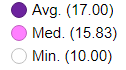 Avg. (17.00)
Med. (15.83)
Min. (10.00)